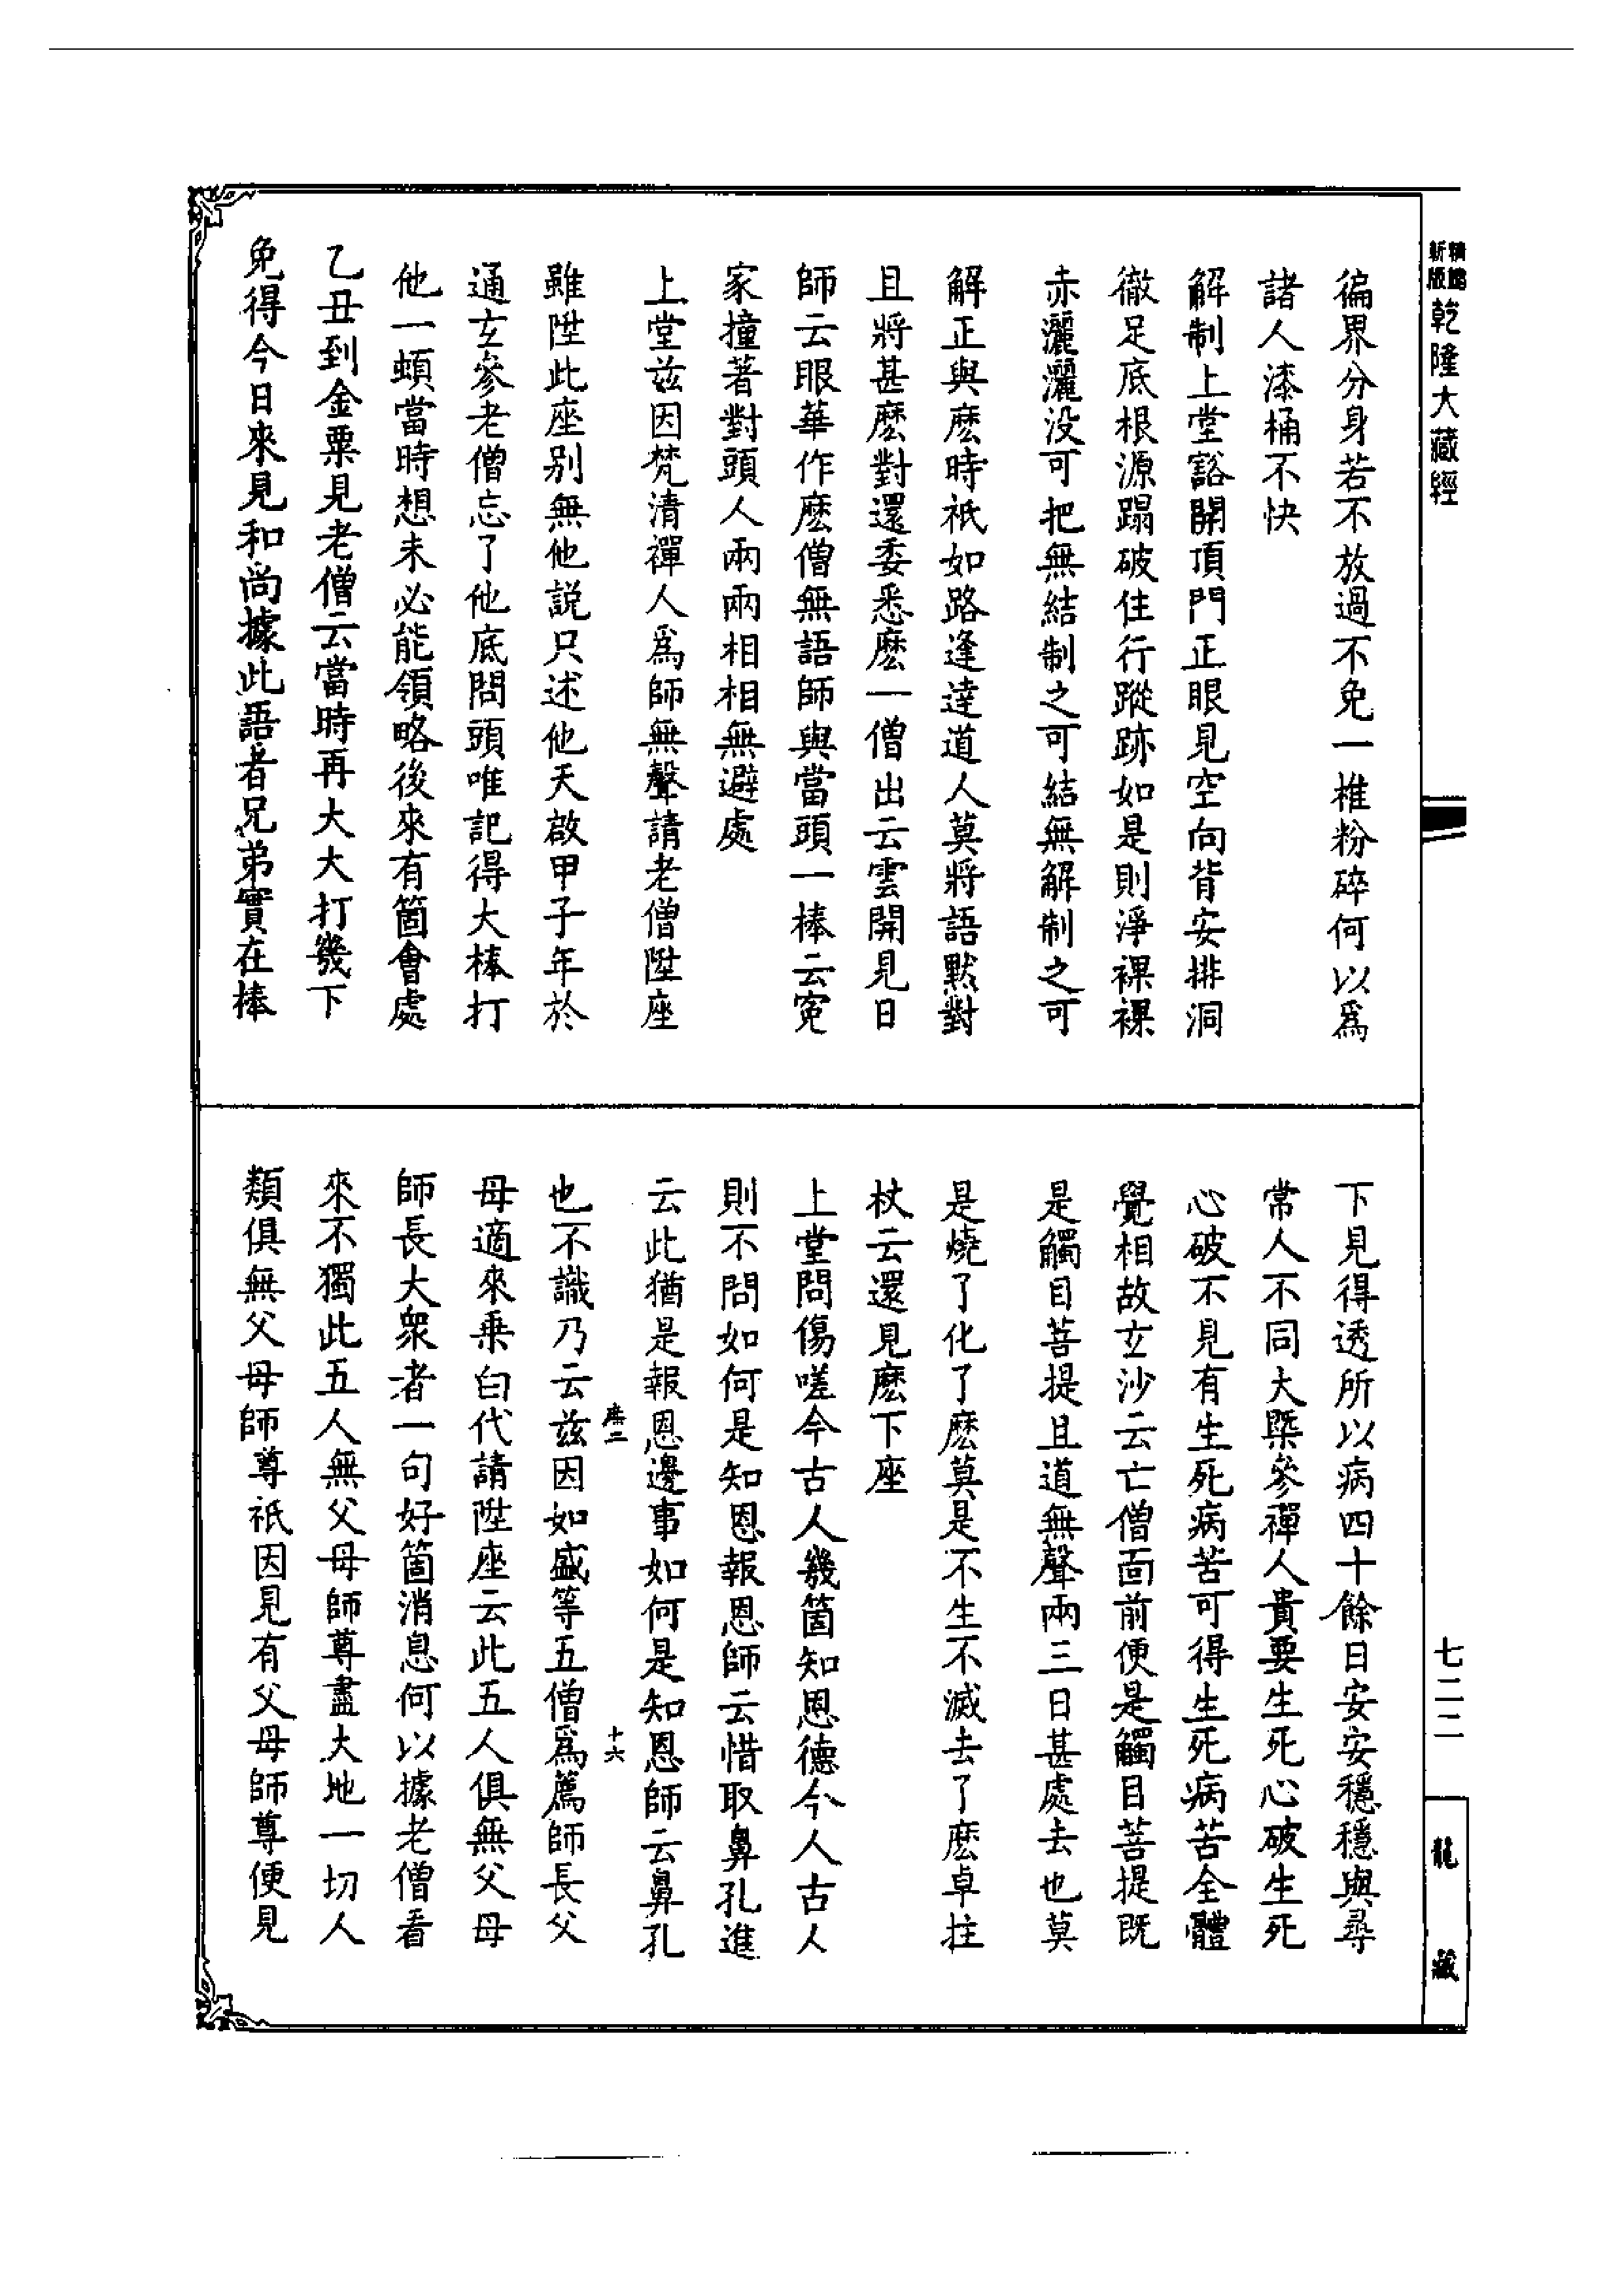 新版
精鐫
乾隆大藏經
徧界分身若不放過不免一椎粉碎何以爲
諸人漆桶不快
解制上堂豁開頂門正眼見空向背安排洞
徹足底根源蹋破住行蹤跡如是則淨裸裸
赤灑灑没可把無結制之可結無解制之可
解正與麽時祇如路逢達道人莫將語默對
且將甚麽對還委悉麽一僧出云雲開見日
師云眼華作麽僧無語師與當頭一棒云寃
家撞著對頭人兩兩相相無避處
上堂兹因梵清禪人爲師無聲請老僧陞座
雖陞此座别無他説只述他天啟甲子年於
通玄參老僧忘了他底問頭唯記得大棒打
他一頓當時想未必能領略後來有箇會處
乙丑到金粟見老僧云當時再大大打幾下
免得今日來見和尚據此語者兄弟實在棒
下見得透所以病四十餘日安安穩穩與尋
常人不同大槩參禪人貴要生死心破生死
心破不見有生死病苦可得生死病苦全體
覺相故玄沙云亡僧面前便是觸目菩提既
是觸目菩提且道無聲兩三日甚處去也莫
是燒了化了麽莫是不生不滅去了麽卓拄
杖云還見麽下座
上堂問傷嗟今古人幾箇知恩德今人古人
則不問如何是知恩報恩師云惜取鼻孔進
云此猶是報恩邊事如何是知恩師云鼻孔
也不識乃云兹因如盛等五僧爲薦師長父
母適來乗白代請陞座云此五人俱無父母
師長大衆者一句好箇消息何以據老僧看
來不獨此五人無父母師尊盡大地一切人
類俱無父母師尊祇因見有父母師尊便見
十六
七二二
龍藏